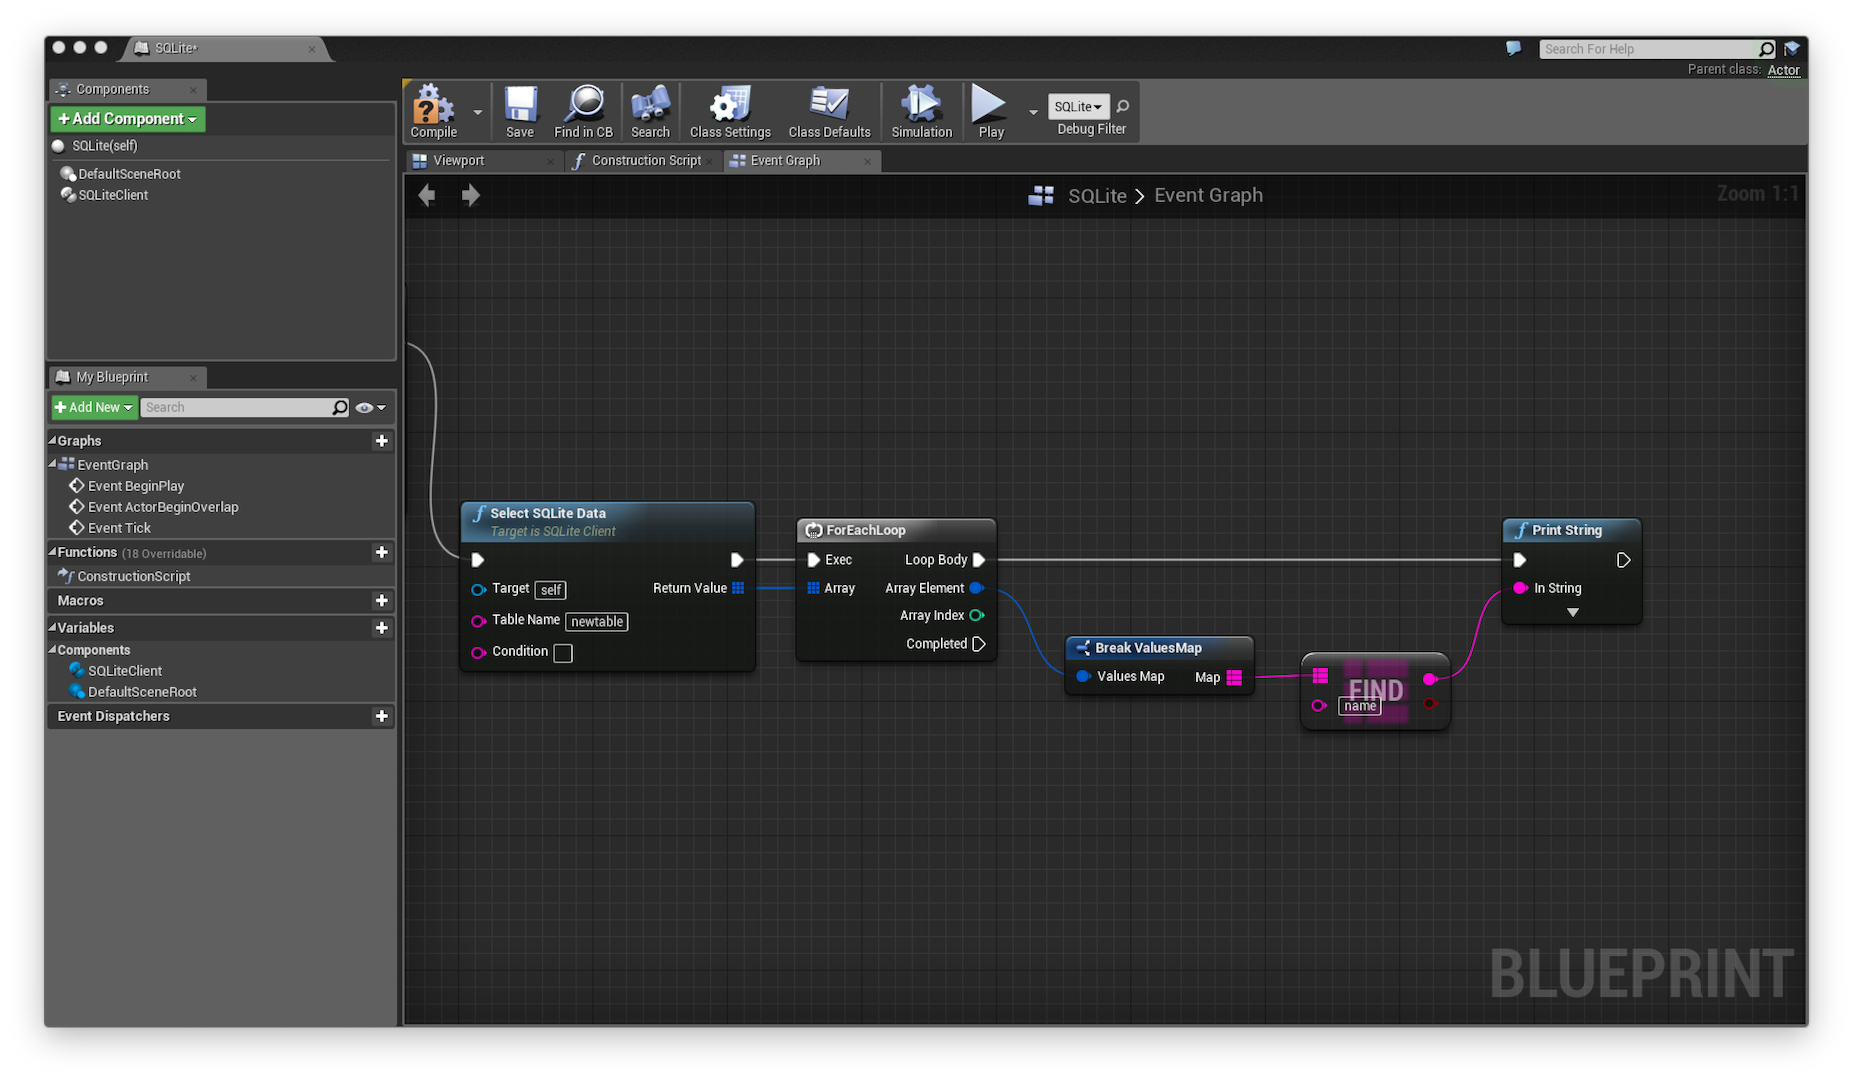 SQLite*
Search For Help
Parent class: Actor
Components
+Add Component
SQLite(self)
DefaultSceneRoot
SQLiteClient
Compile
Save
Find in CB
Search
Class Settings
Class Defaults
Simulation
Play
SQLite
Debug Filter
Viewport
Construction Script
Event Graph
SQLite > Event Graph
Zoom 1:1
My Blueprint
+Add New
Search
Graphs
EventGraph
Event BeginPlay
Event ActorBeginOverlap
Event Tick
Functions (18 Overridable)
ConstructionScript
Macros
Variables
Components
SQLiteClient
DefaultSceneRoot
Event Dispatchers
Select SQLite Data
Target is SQLite Client
Target self
Return Value
Table Name newtable
Condition
ForEachLoop
Exec
Loop Body
Array
Array Element
Array Index
Completed
Break ValuesMap
Values Map
Map
FIND
name
Print String
In String
BLUEPRINT